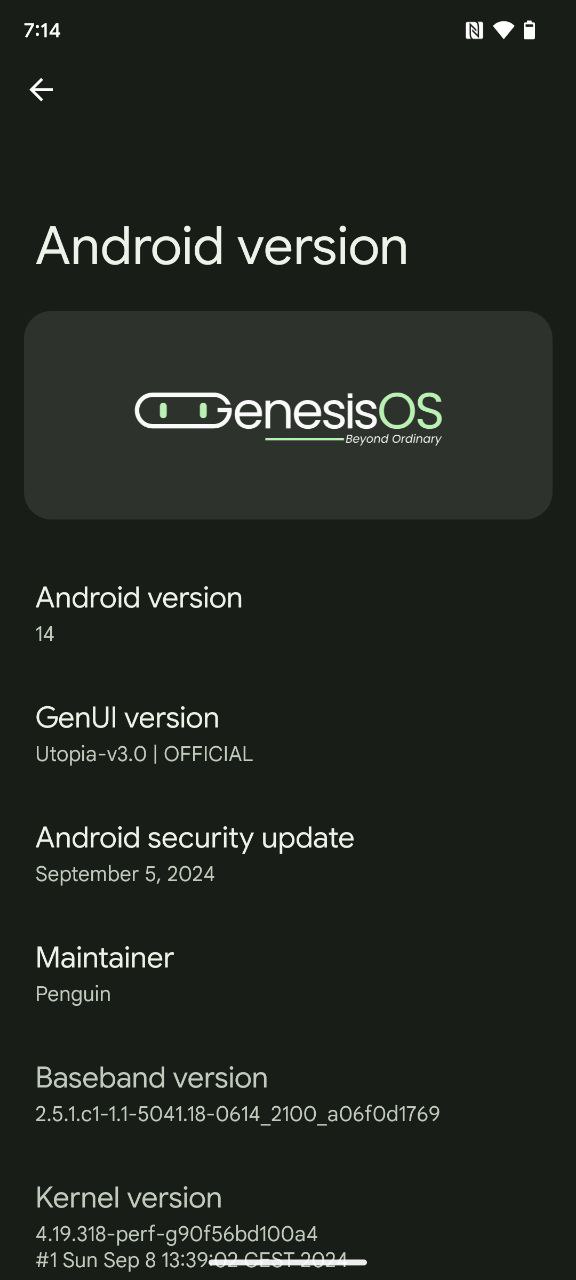 7:14
Android version
GenesisOS
Beyond Ordinary
Android version
14
GenUI version
Utopia-v3.0 | OFFICIAL
Android security update
September 5, 2024
Maintainer
Penguin
Baseband version
2.5.1.c1-1.1-5041.18-0614_2100_a06f0d1769
Kernel version
4.19.318-perf-g90f56bd100a4
#1 Sun Sep 8 13:39:02 CEST 2024